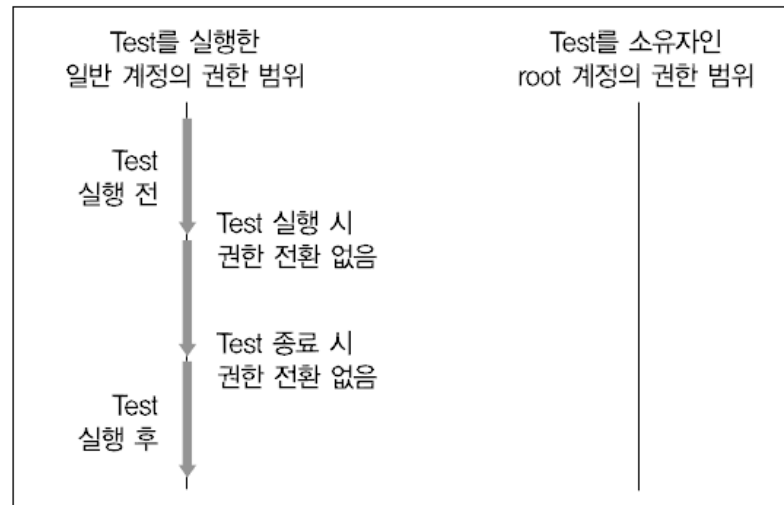 Test를 실행한
일반 계정의 권한 범위
Test를 소유자인
root 계정의 권한 범위
Test
실행 전
Test 실행 시
권한 전환 없음
Test 종료 시
권한 전환 없음
Test
실행 후